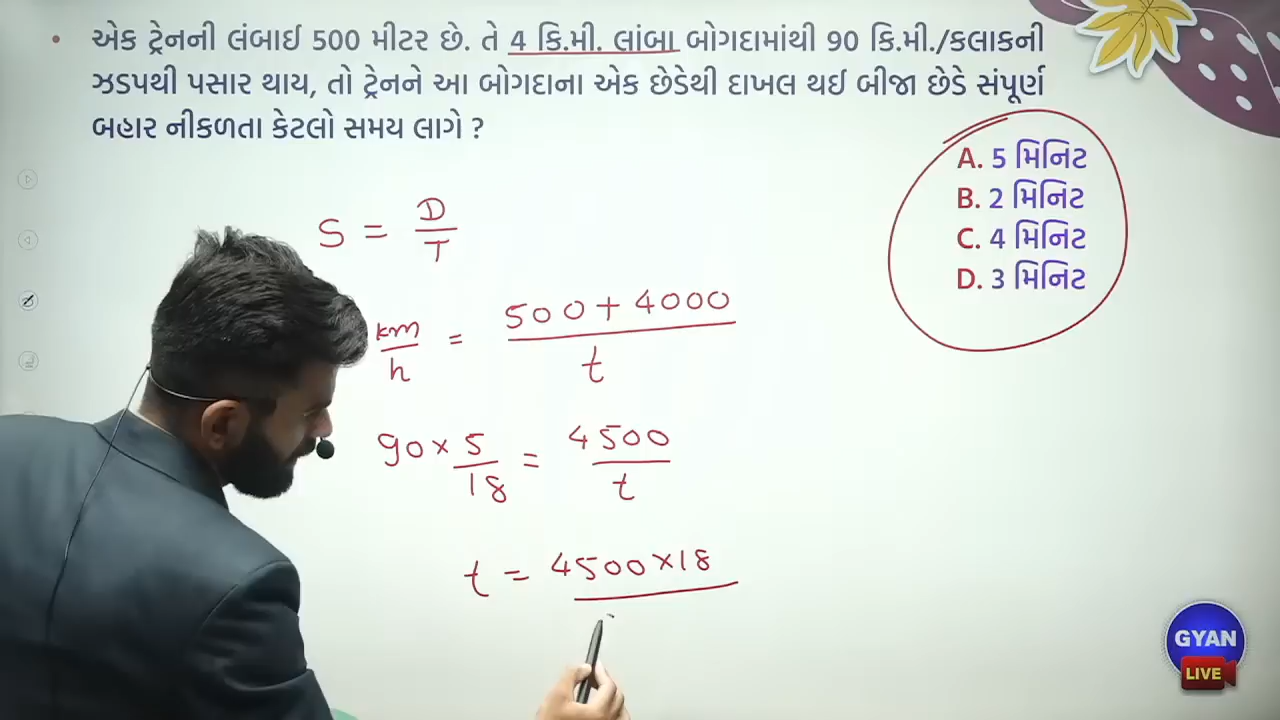 • એક ટ્રેનની લંબાઈ 500 મીટર છે. તે 4 કિ.મી. લાંબા બોગદામાંથી 90 કિ.મી./કલાકની
ઝડપથી પસાર થાય, તો ટ્રેનને આ બોગદાના એક છેડેથી દાખલ થઈ બીજા છેડે સંપૂર્ણ
બહાર નીકળતા કેટલો સમય લાગે ?
A. 5 મિનિટ
B. 2 મિનિટ
C. 4 મિનિટ
D. 3 મિનિટ
S = D/T
km/h = 500 + 4000/t
90 × 5/18 = 4500/t
t = 4500 × 18
GYAN
LIVE